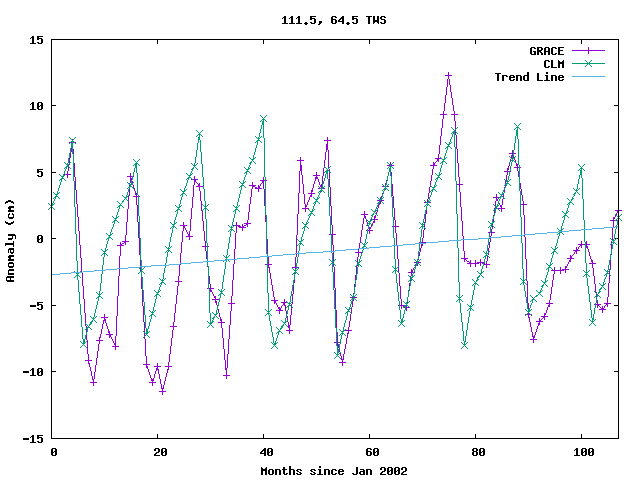 111.5, 64.5 TWS
15
10
5
0
-5
-10
-15
Anomaly (cm)
GRACE
CLM
Trend Line
0 20 40 60 80 100
Months since Jan 2002